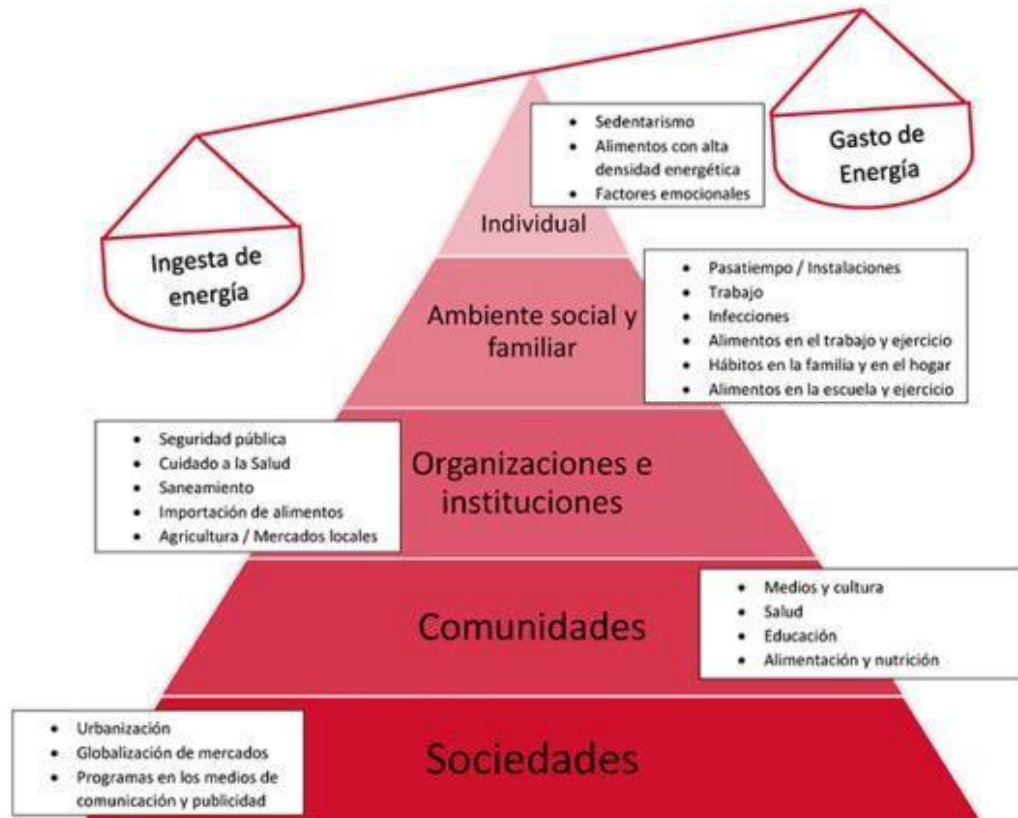 Gasto de
Energía
Ingesta de
energía
• Sedentarismo
• Alimentos con alta
densidad energética
• Factores emocionales
Individual
Ambiente social y
familiar
• Pasatiempo / Instalaciones
• Trabajo
• Infecciones
• Alimentos en el trabajo y ejercicio
• Hábitos en la familia y en el hogar
• Alimentos en la escuela y ejercicio
• Seguridad pública
• Cuidado a la Salud
• Saneamiento
• Importación de alimentos
• Agricultura / Mercados locales
Organizaciones e
instituciones
Comunidades
• Medios y cultura
• Salud
• Educación
• Alimentación y nutrición
• Urbanización
• Globalización de mercados
• Programas en los medios de
comunicación y publicidad
Sociedades